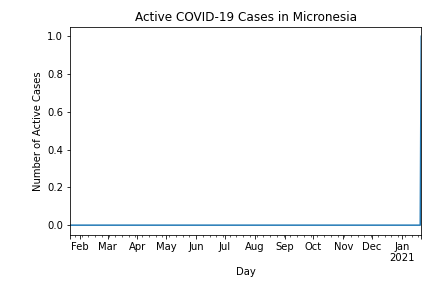 Active COVID-19 Cases in Micronesia
Number of Active Cases
1.0
0.8
0.6
0.4
0.2
0.0
Feb Mar Apr May Jun Jul Aug Sep Oct Nov Dec Jan
2021
Day